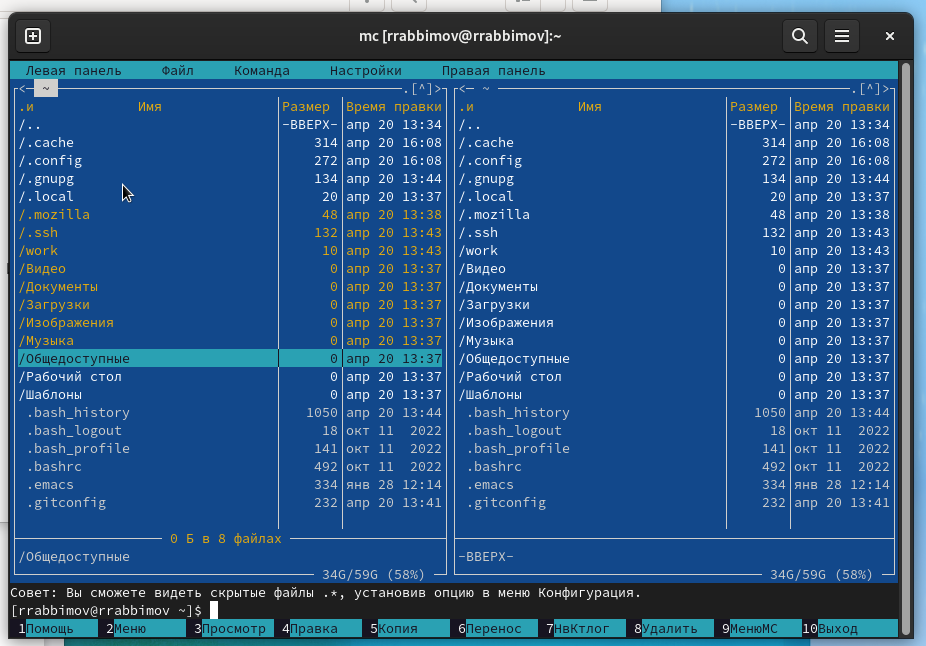 mc [rrabbimov@rrabbimov]:~
Левая панель Файл Команда Настройки Правая панель
<- ~ .[^]> <- ~ .[^]>
.и Имя Размер Время правки .и Имя Размер Время правки
/.. -ВВЕРХ- апр 20 13:34 /.. -ВВЕРХ- апр 20 13:34
/.cache 314 апр 20 16:08 /.cache 314 апр 20 16:08
/.config 272 апр 20 16:08 /.config 272 апр 20 16:08
/.gnupg 134 апр 20 13:44 /.gnupg 134 апр 20 13:44
/.local 20 апр 20 13:37 /.local 20 апр 20 13:37
/.mozilla 48 апр 20 13:38 /.mozilla 48 апр 20 13:38
/.ssh 132 апр 20 13:43 /.ssh 132 апр 20 13:43
/work 10 апр 20 13:43 /work 10 апр 20 13:43
/Видео 0 апр 20 13:37 /Видео 0 апр 20 13:37
/Документы 0 апр 20 13:37 /Документы 0 апр 20 13:37
/Загрузки 0 апр 20 13:37 /Загрузки 0 апр 20 13:37
/Изображения 0 апр 20 13:37 /Изображения 0 апр 20 13:37
/Музыка 0 апр 20 13:37 /Музыка 0 апр 20 13:37
/Общедоступные 0 апр 20 13:37 /Общедоступные 0 апр 20 13:37
/Рабочий стол 0 апр 20 13:37 /Рабочий стол 0 апр 20 13:37
/Шаблоны 0 апр 20 13:37 /Шаблоны 0 апр 20 13:37
.bash_history 1050 апр 20 13:44 .bash_history 1050 апр 20 13:44
.bash_logout 18 окт 11 2022 .bash_logout 18 окт 11 2022
.bash_profile 141 окт 11 2022 .bash_profile 141 окт 11 2022
.bashrc 492 окт 11 2022 .bashrc 492 окт 11 2022
.emacs 334 янв 28 12:14 .emacs 334 янв 28 12:14
.gitconfig 232 апр 20 13:41 .gitconfig 232 апр 20 13:41
0 Б в 8 файлах
/Общедоступные -ВВЕРХ-
34G/59G (58%) 34G/59G (58%)
Совет: Вы сможете видеть скрытые файлы .*, установив опцию в меню Конфигурация.
[rrabbimov@rrabbimov ~]$
1Помощь 2Меню 3Просмотр 4Правка 5Копия 6Перенос 7НвКтлог 8Удалить 9МенюMC 10Выход